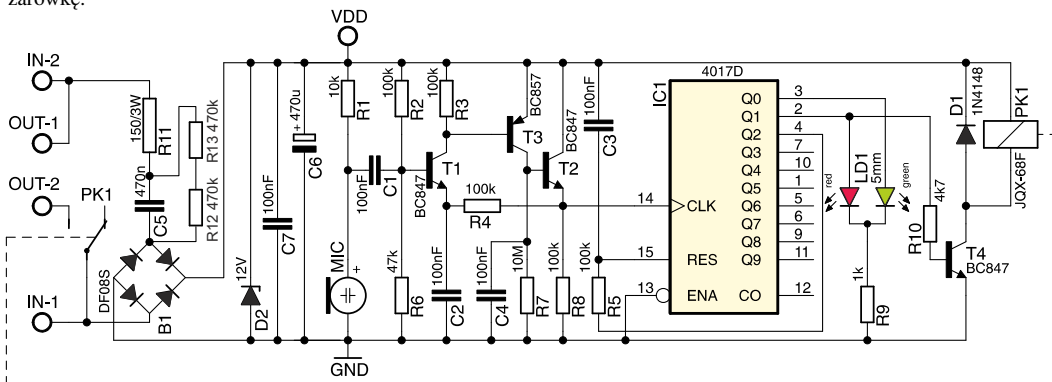 żarówkę.
VDD
IN-2
OUT-1
OUT-2
IN-1
PK1
150/3W
R11
R13 470k
R12 470k
470n
C5
DF08S
B1
12V
D2
100nF
C7
+ 470u
C6
10k
R1
100nF
C1
MIC
+
GND
100k
R2
47k
R6
100k
R3
T1
BC847
100k
R4
100nF
C2
100nF
C4
T3
BC857
10M
R7
T2
BC847
100k
R8
100nF
C3
100k
R5
IC1
4017D
14
CLK
15
RES
13
ENA
Q0 3
Q1 2
Q2 4
Q3 7
Q4 10
Q5 1
Q6 5
Q7 6
Q8 9
Q9 11
CO 12
red
LD1
5mm
green
1k
R9
4k7
R10
T4
BC847
D1
1N4148
PK1
JQX-68F